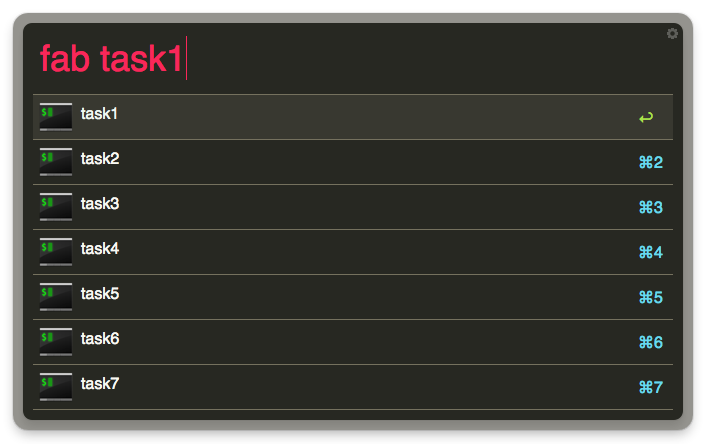 fab task1
task1 ↩
task2 ⌘2
task3 ⌘3
task4 ⌘4
task5 ⌘5
task6 ⌘6
task7 ⌘7